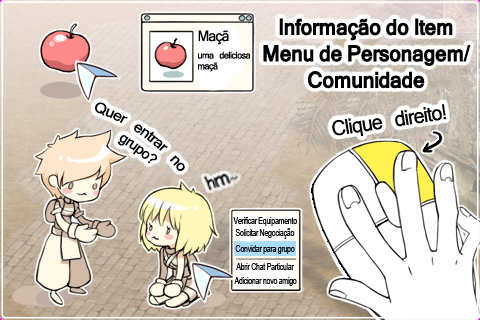 Maçã
uma deliciosa
maçã
Informação do Item
Menu de Personagem/
Comunidade
Clique direito!
Quer entrar no
grupo?
hm~
Verificar Equipamento
Solicitar Negociação
Convidar para grupo
Abrir Chat Particular
Adicionar novo amigo